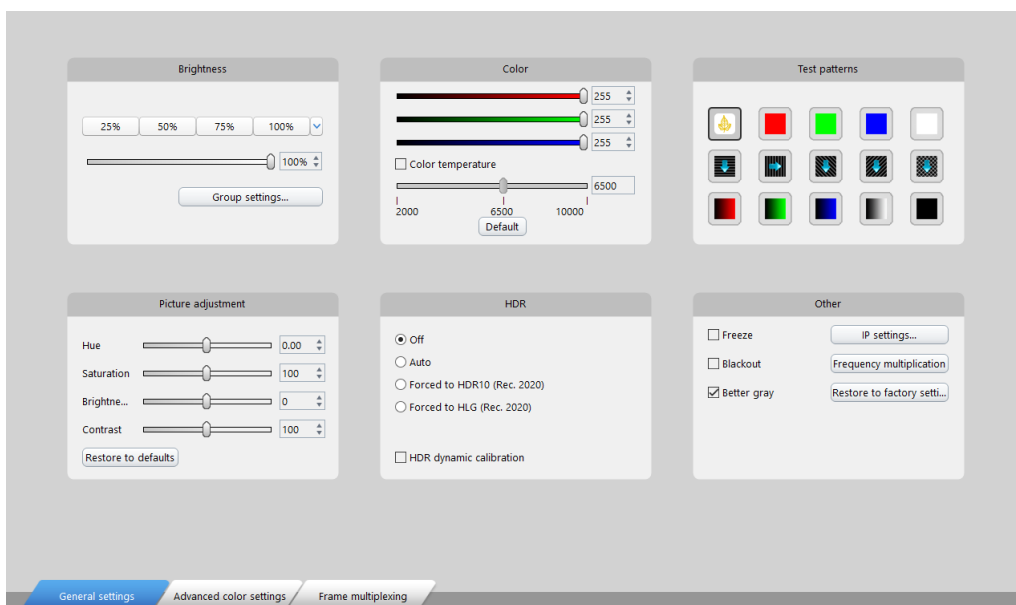 Brightness
25% 50% 75% 100%
100%
Group settings...
Color
255
255
255
Color temperature
6500
2000 6500 10000
Default
Test patterns
Picture adjustment
Hue 0.00
Saturation 100
Brightne... 0
Contrast 100
Restore to defaults
HDR
Off
Auto
Forced to HDR10 (Rec. 2020)
Forced to HLG (Rec. 2020)
HDR dynamic calibration
Other
Freeze IP settings...
Blackout Frequency multiplication
Better gray Restore to factory setti...
General settings Advanced color settings Frame multiplexing